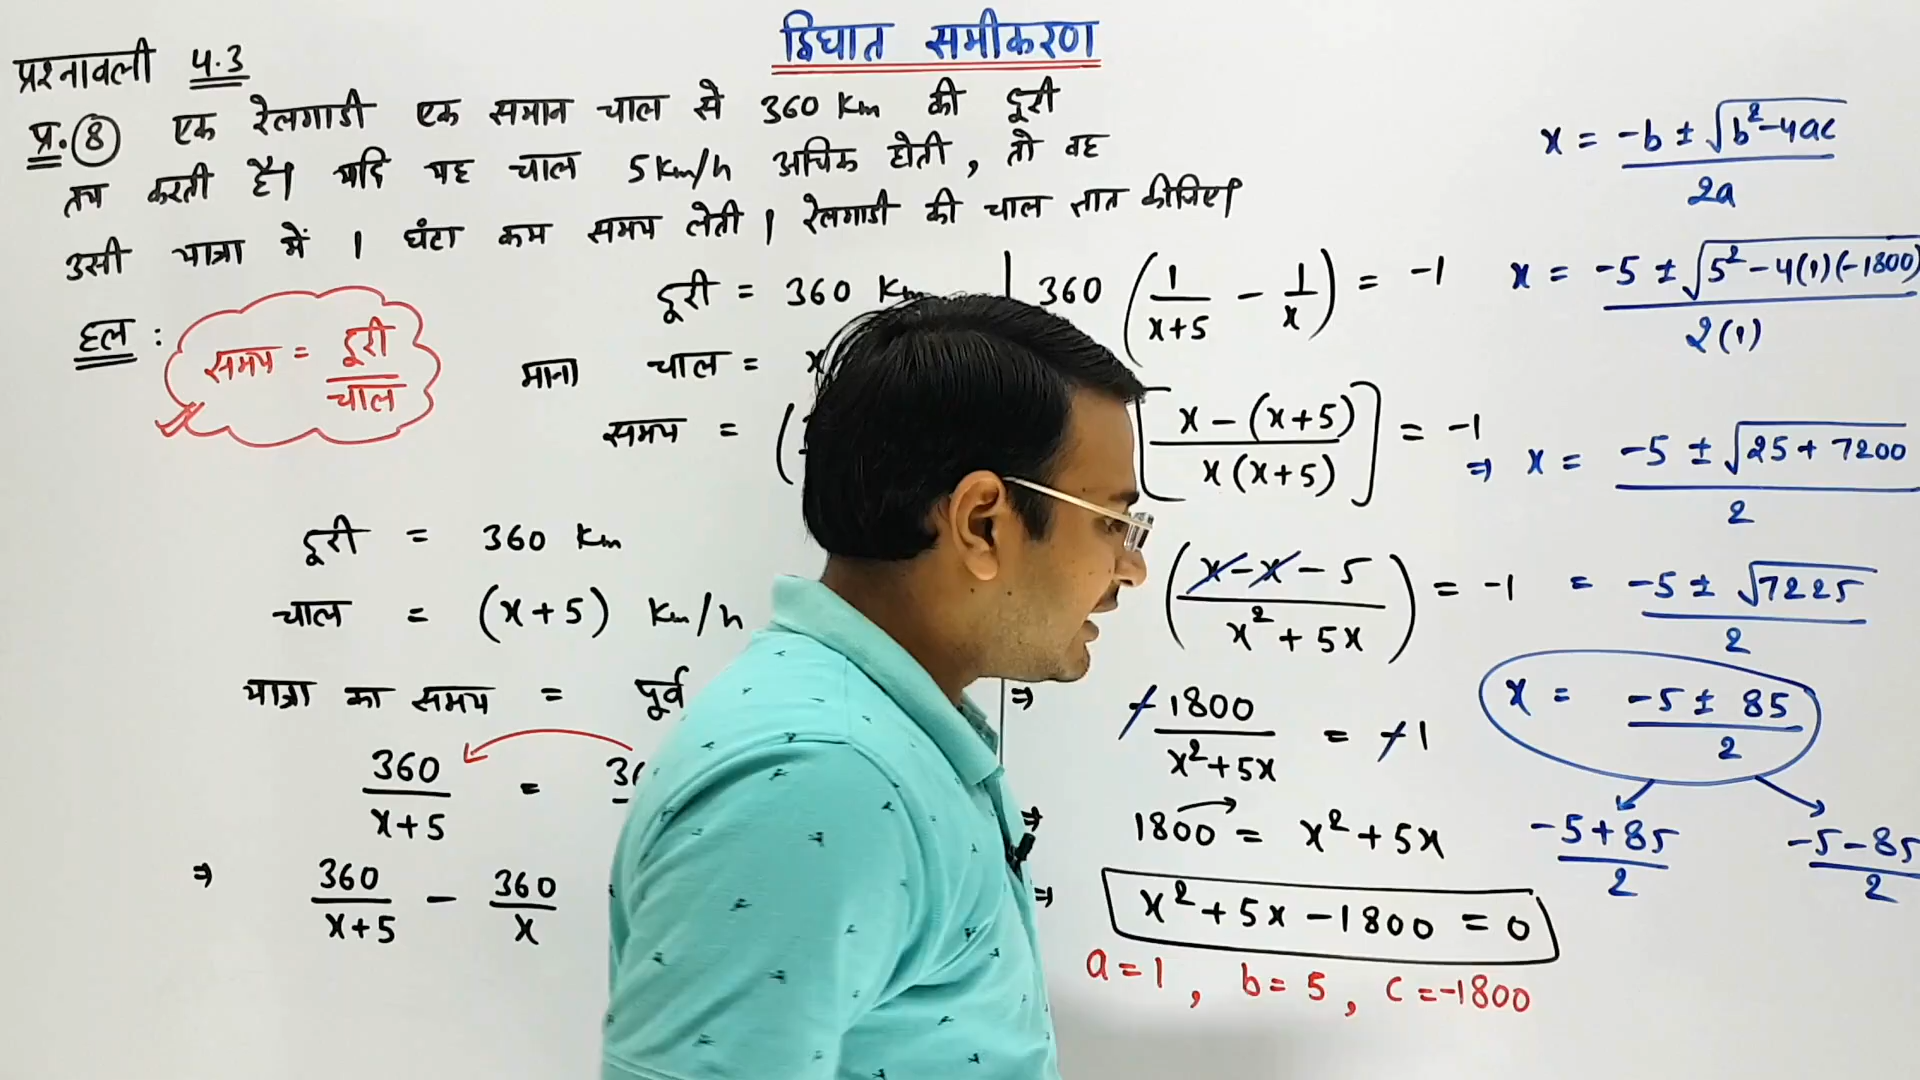 द्विघात समीकरण
प्रश्नावली 4.3
प्र. 8 एक रेलगाडी एक समान चाल से 360 Km की दूरी
तय करती है। यदि यह चाल 5 Km/h अधिक होती, तो वह
उसी यात्रा में 1 घंटा कम समय लेती। रेलगाडी की चाल ज्ञात कीजिए।
हल :
समय = दूरी / चाल
दूरी = 360 Km
माना चाल = x
समय = (
दूरी = 360 Km
चाल = (x+5) Km/h
यात्रा का समय = पूर्व
360/(x+5) = 36
⇒ 360/(x+5) - 360/x
360 (1/(x+5) - 1/x) = -1
[(x-(x+5))/(x(x+5))] = -1
((x-x-5)/(x²+5x)) = -1
⇒ -1800/(x²+5x) = -1
⇒ 1800 = x²+5x
⇒ x²+5x-1800 = 0
a=1, b=5, c=-1800
x = (-b ± √(b²-4ac))/2a
x = (-5 ± √(5²-4(1)(-1800)))/2(1)
⇒ x = (-5 ± √(25+7200))/2
= (-5 ± √7225)/2
x = (-5 ± 85)/2
(-5+85)/2 (-5-85)/2